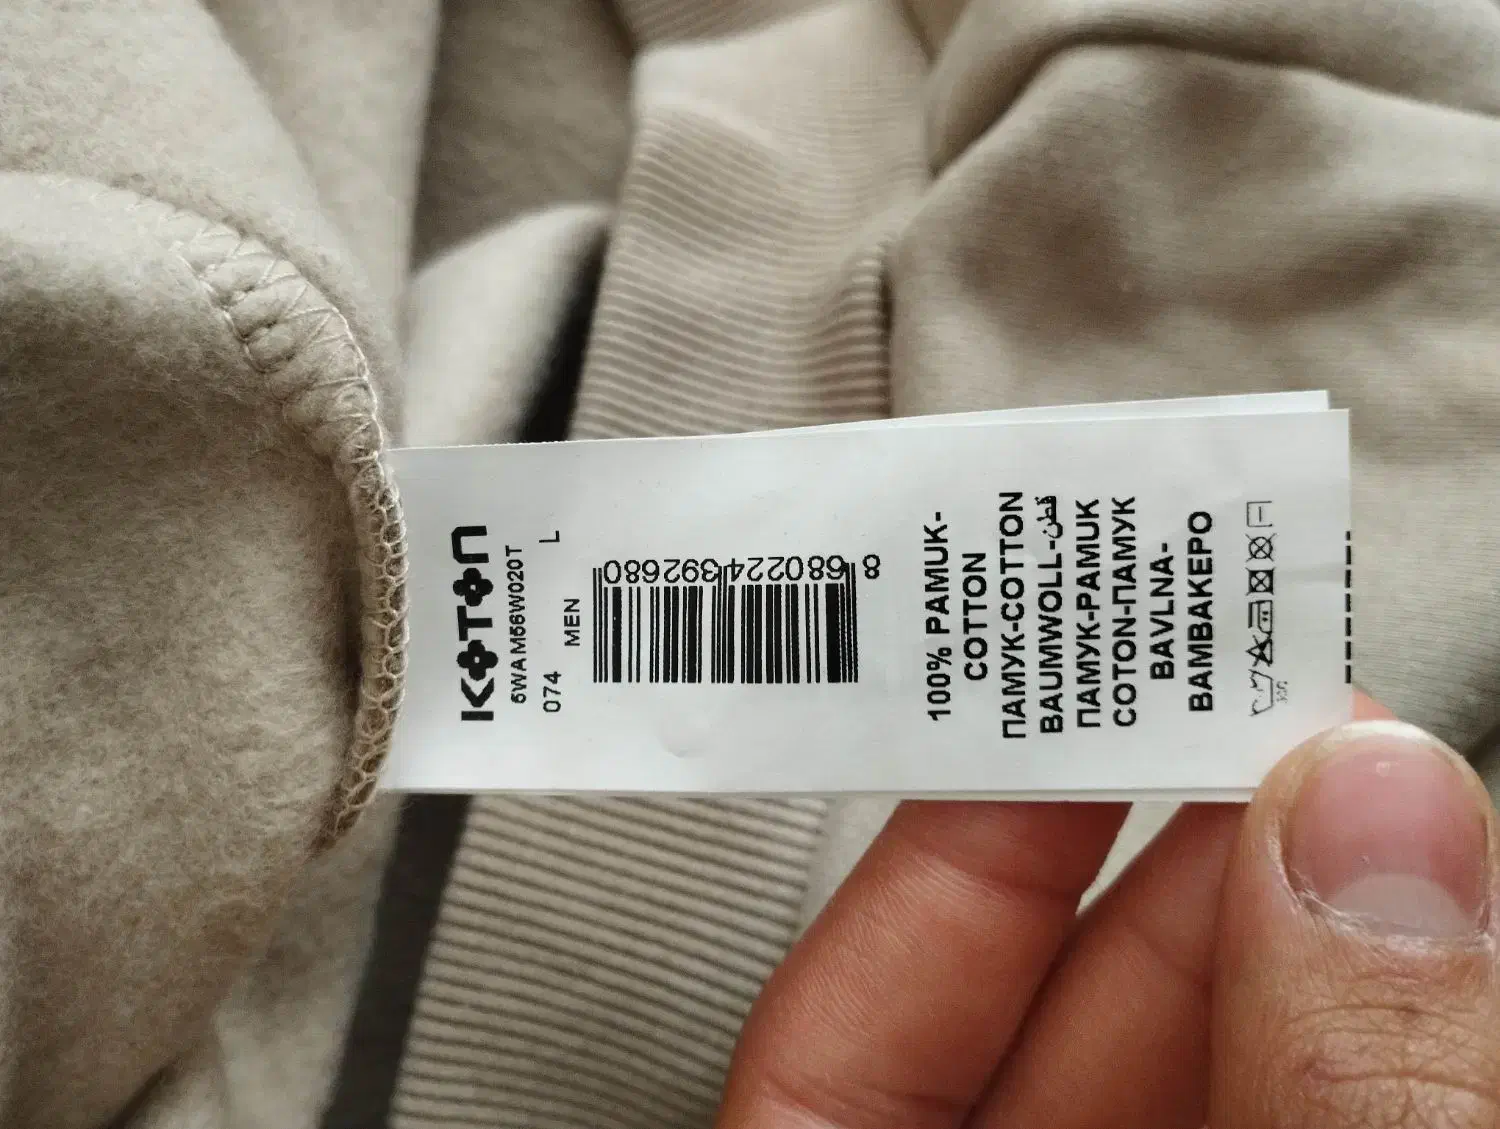 KOTON
5WAM56W020T
074 L
MEN
8 680224 392680
100% PAMUK-
COTTON
ПАМУК-COTTON
BAUMWOLL-قطن
ПАМУК-PAMUK
COTON-ПАМУК
BAVLNA-
BAMBAKEPO